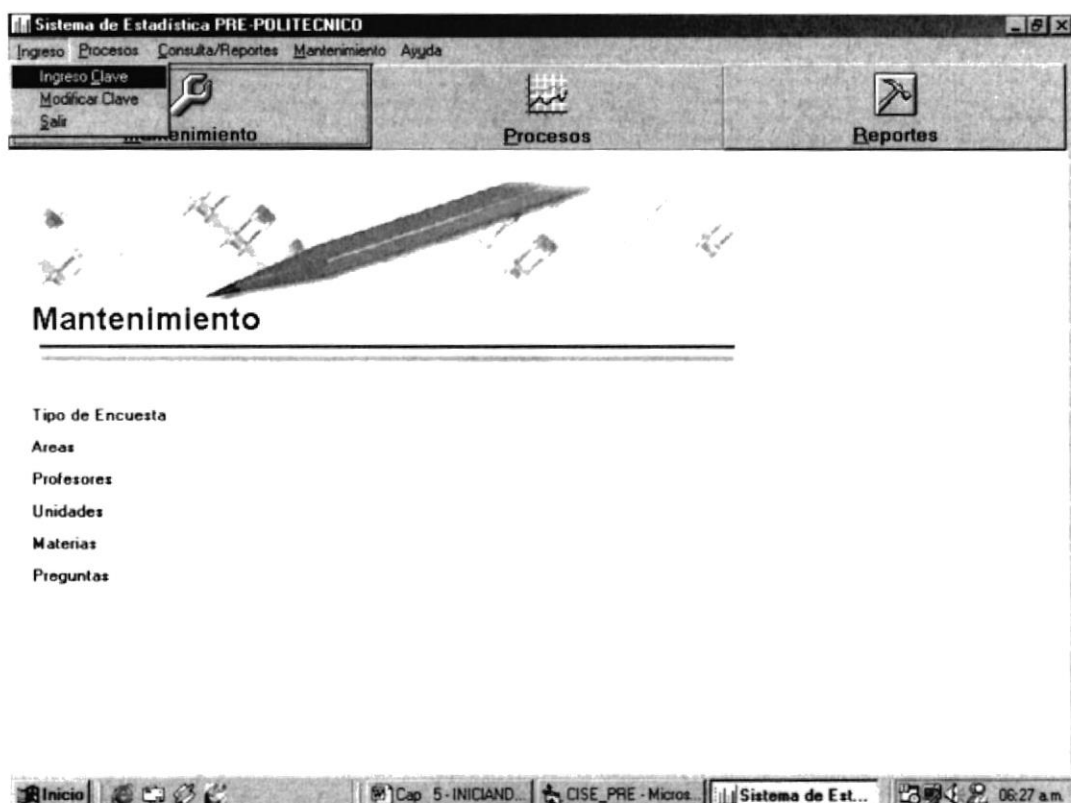 Sistema de Estadística PRE-POLITECNICO
Ingreso Procesos Consulta/Reportes Mantenimiento Ayuda
Ingreso Clave
Modificar Clave
Salir
Mantenimiento Procesos Reportes
Mantenimiento
Tipo de Encuesta
Areas
Profesores
Unidades
Materias
Preguntas
Inicio Cap 5 - INICIAND... CISE_PRE - Micros... Sistema de Est... 06:27 a.m.